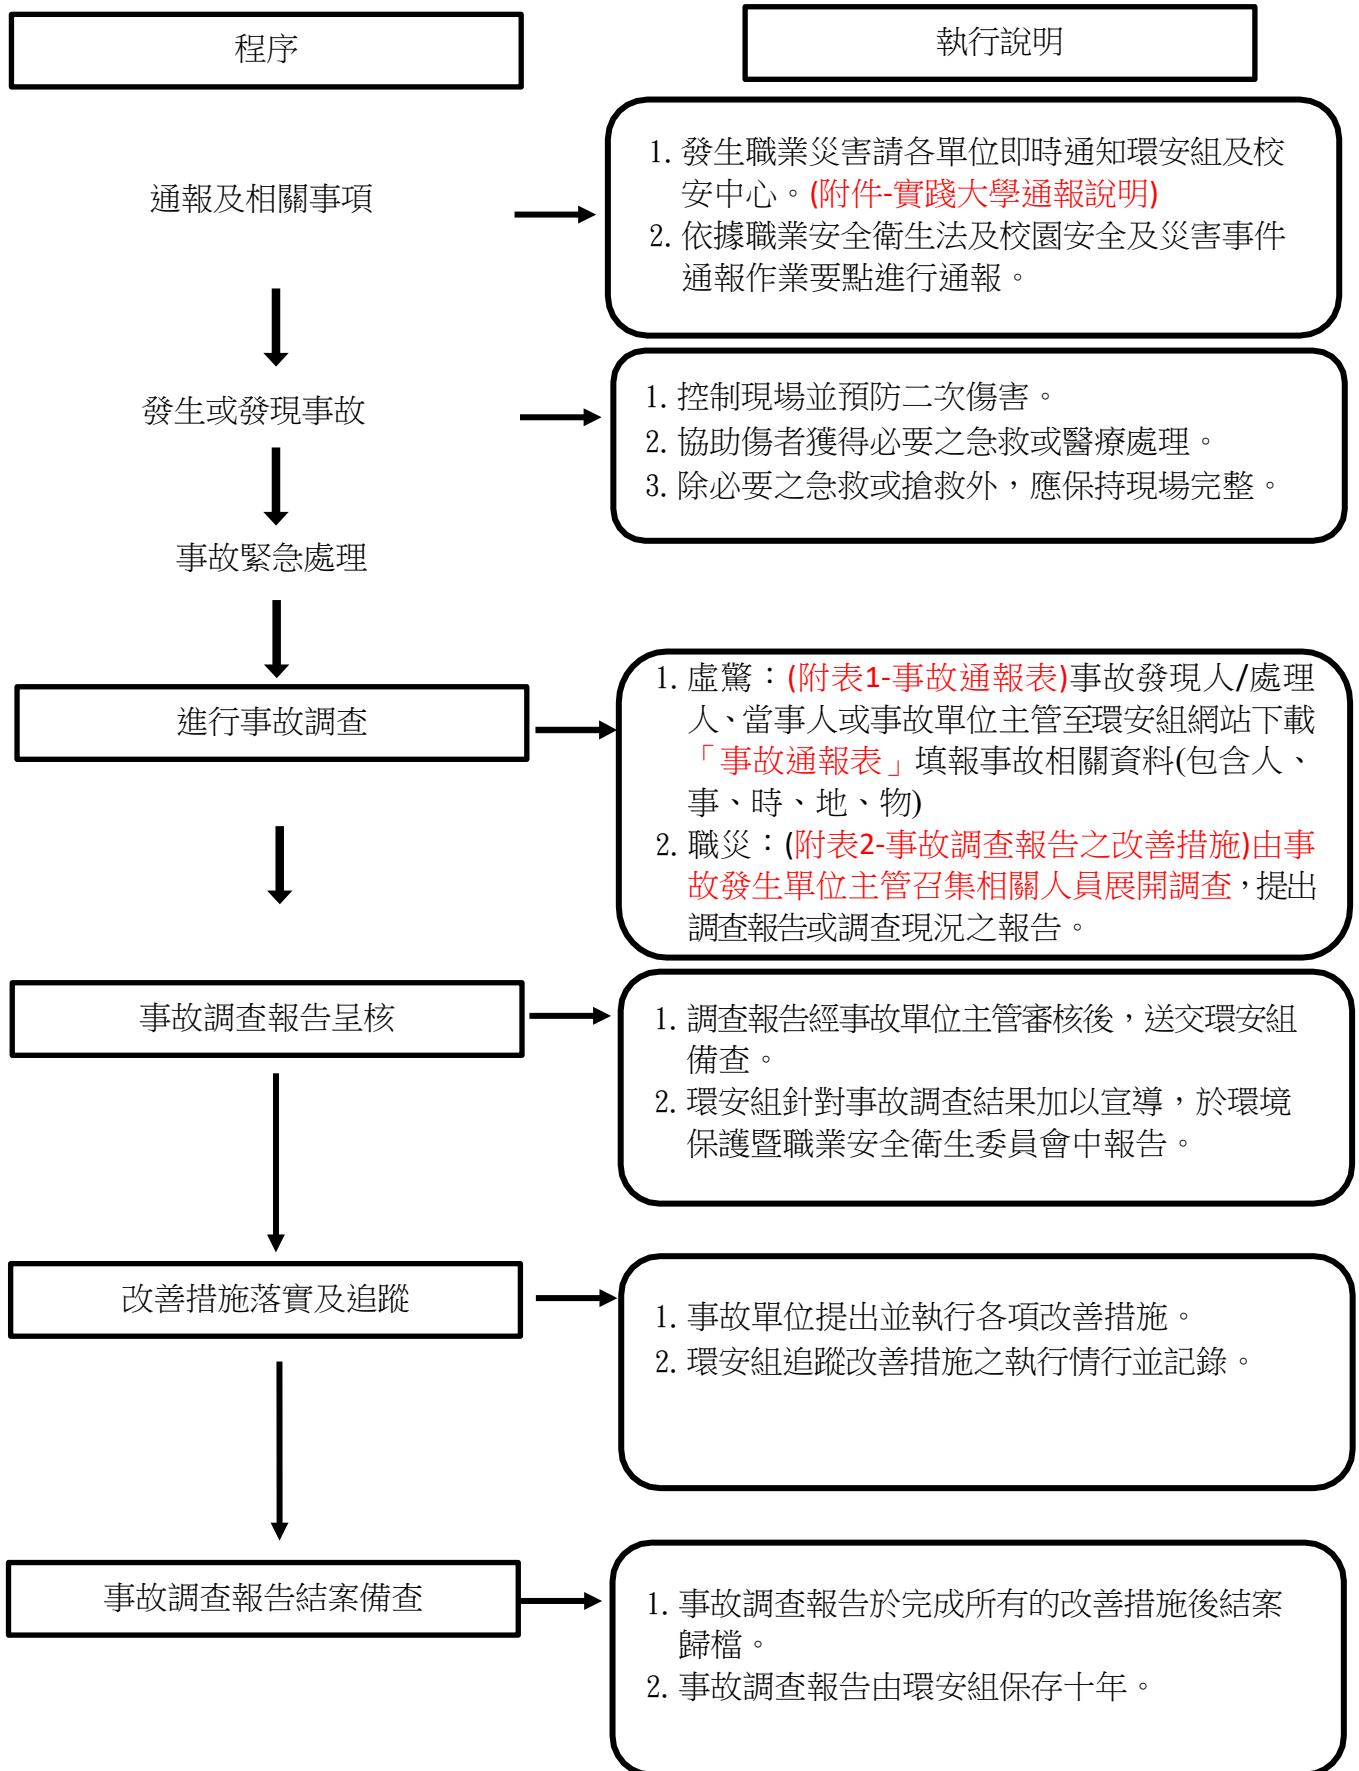 程序
執行說明
通報及相關事項
1. 發生職業災害請各單位即時通知環安組及校
安中心。(附件-實踐大學通報說明)
2. 依據職業安全衛生法及校園安全及災害事件
通報作業要點進行通報。
發生或發現事故
1. 控制現場並預防二次傷害。
2. 協助傷者獲得必要之急救或醫療處理。
3. 除必要之急救或搶救外，應保持現場完整。
事故緊急處理
進行事故調查
1. 虛驚：(附表1-事故通報表)事故發現人/處理
人、當事人或事故單位主管至環安組網站下載
「事故通報表」填報事故相關資料(包含人、
事、時、地、物)
2. 職災：(附表2-事故調查報告之改善措施)由事
故發生單位主管召集相關人員展開調查，提出
調查報告或調查現況之報告。
事故調查報告呈核
1. 調查報告經事故單位主管審核後，送交環安組
備查。
2. 環安組針對事故調查結果加以宣導，於環境
保護暨職業安全衛生委員會中報告。
改善措施落實及追蹤
1. 事故單位提出並執行各項改善措施。
2. 環安組追蹤改善措施之執行情行並記錄。
事故調查報告結案備查
1. 事故調查報告於完成所有的改善措施後結案
歸檔。
2. 事故調查報告由環安組保存十年。